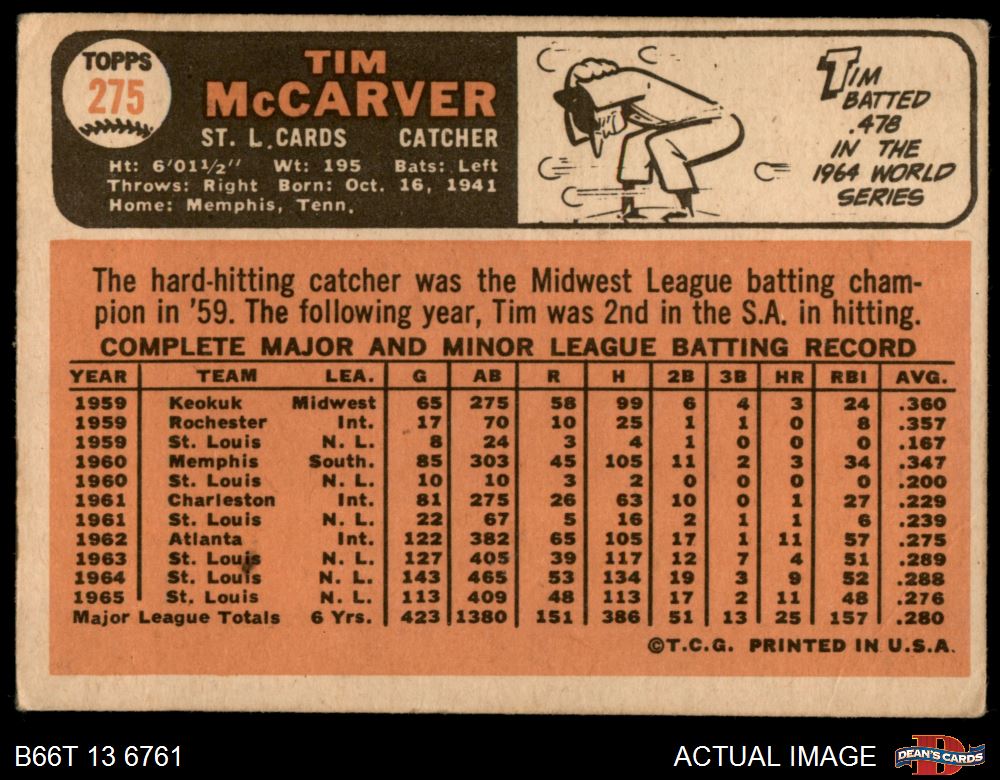 TOPPS
275
TIM
McCARVER
ST. L. CARDS CATCHER
Ht: 6'01½" Wt: 195 Bats: Left
Throws: Right Born: Oct. 16, 1941
Home: Memphis, Tenn.
TIM
BATTED
.478
IN THE
1964 WORLD
SERIES
The hard-hitting catcher was the Midwest League batting cham-
pion in '59. The following year, Tim was 2nd in the S.A. in hitting.
COMPLETE MAJOR AND MINOR LEAGUE BATTING RECORD
YEAR TEAM LEA. G AB R H 2B 3B HR RBI AVG.
1959 Keokuk Midwest 65 275 58 99 6 4 3 24 .360
1959 Rochester Int. 17 70 10 25 1 1 0 8 .357
1959 St. Louis N. L. 8 24 3 4 1 0 0 0 .167
1960 Memphis South. 85 303 45 105 11 2 3 34 .347
1960 St. Louis N. L. 10 10 3 2 0 0 0 0 .200
1961 Charleston Int. 81 275 26 63 10 0 1 27 .229
1961 St. Louis N. L. 22 67 5 16 2 1 1 6 .239
1962 Atlanta Int. 122 382 65 105 17 1 11 57 .275
1963 St. Louis N. L. 127 405 39 117 12 7 4 51 .289
1964 St. Louis N. L. 143 465 53 134 19 3 9 52 .288
1965 St. Louis N. L. 113 409 48 113 17 2 11 48 .276
Major League Totals 6 Yrs. 423 1380 151 386 51 13 25 157 .280
©T.C.G. PRINTED IN U.S.A.
B66T 13 6761 ACTUAL IMAGE DEAN'S CARDS